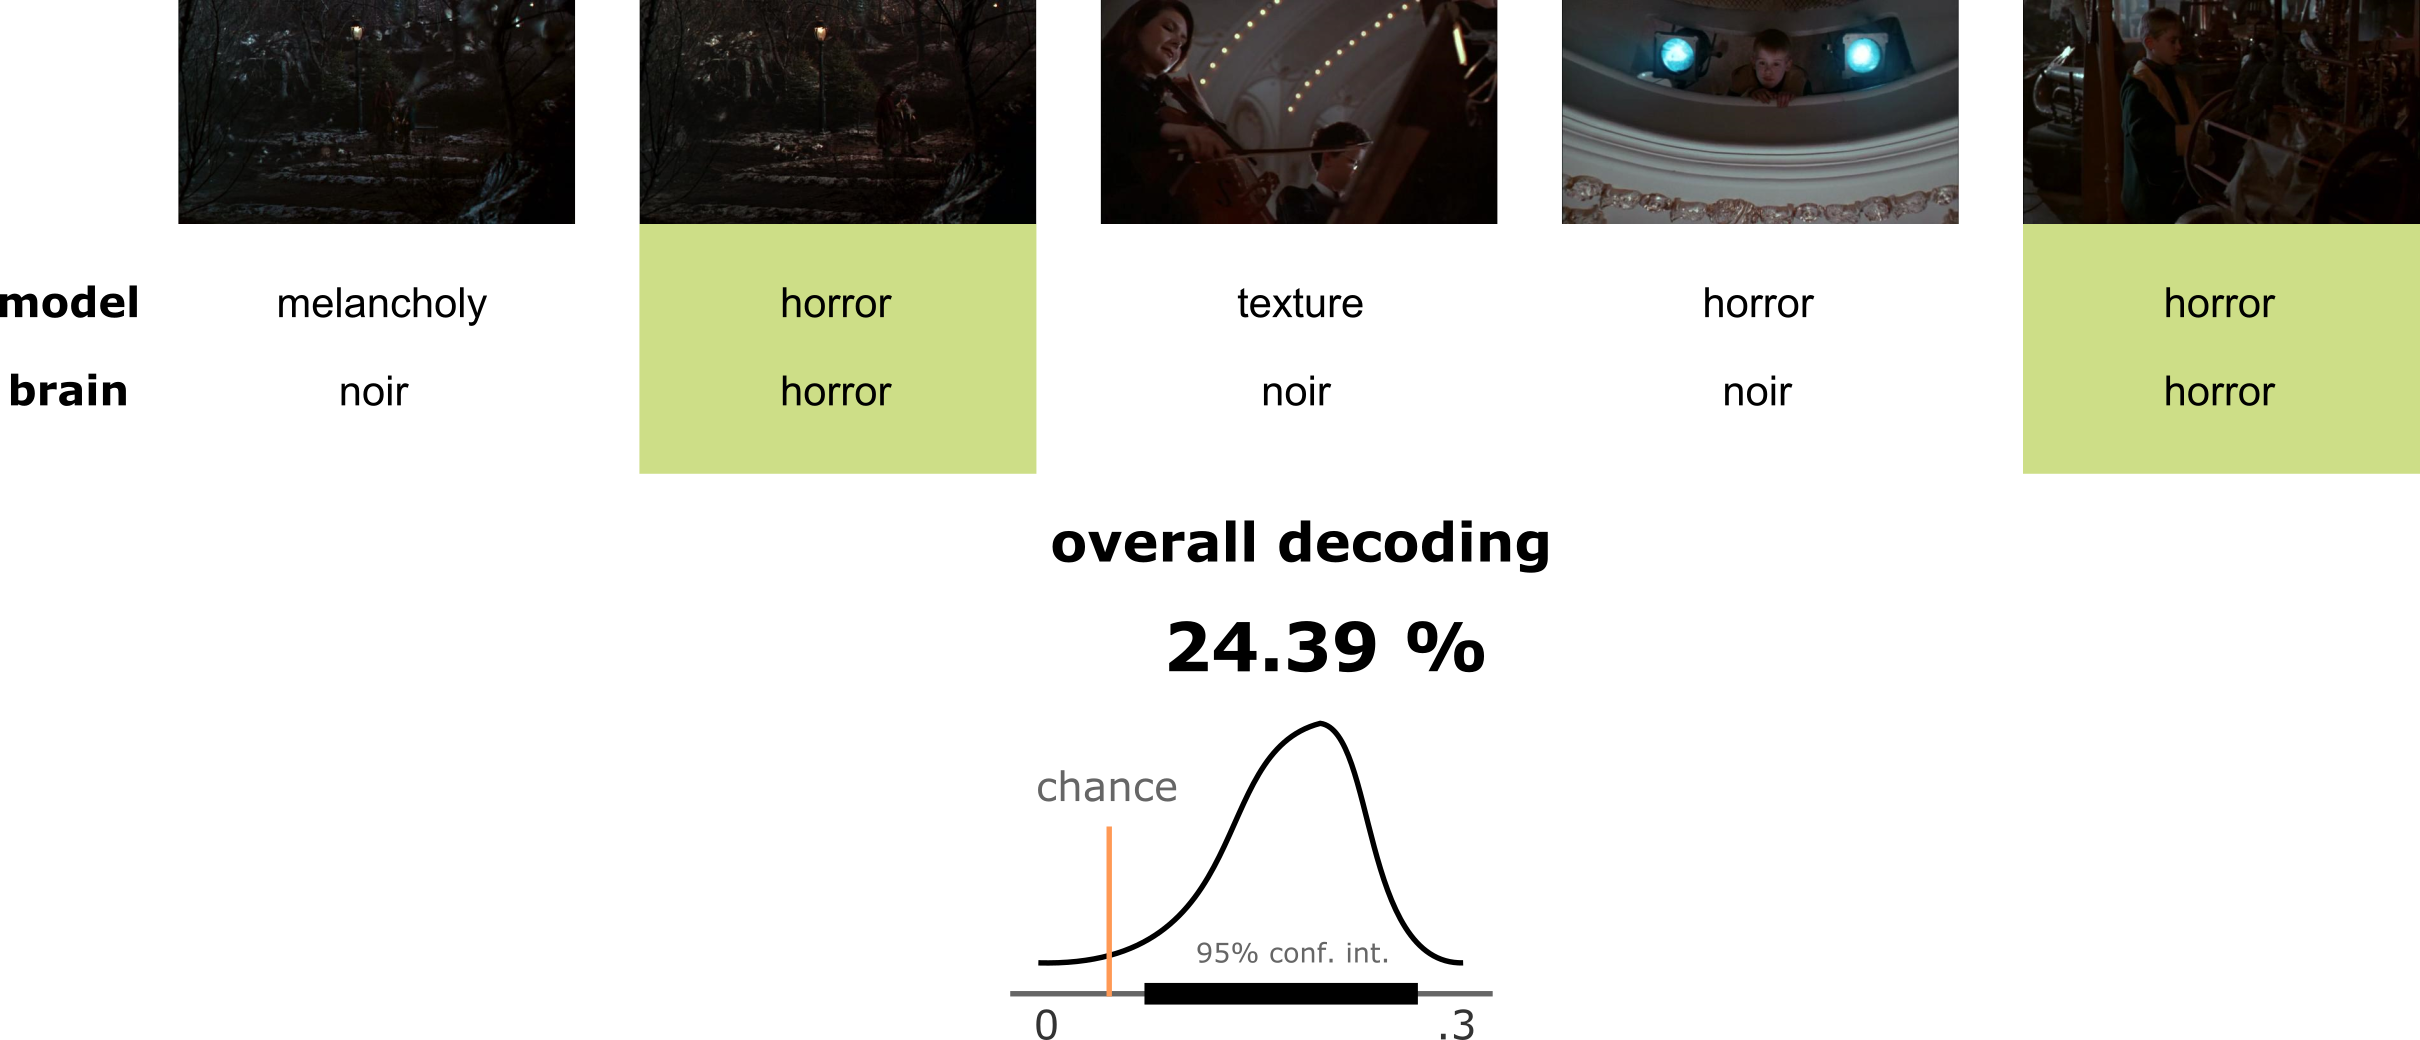 model melancholy horror texture horror horror
brain noir horror noir noir horror
overall decoding
24.39 %
chance
95% conf. int.
0 .3